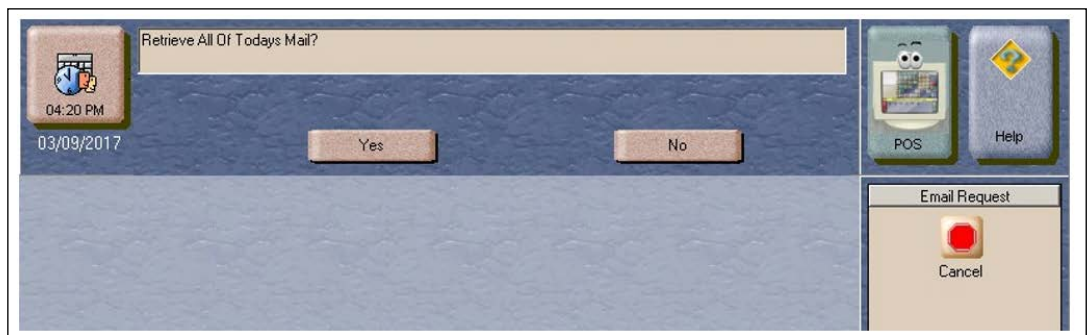 Retrieve All Of Todays Mail?
04:20 PM
03/09/2017
Yes
No
POS
Help
Email Request
Cancel